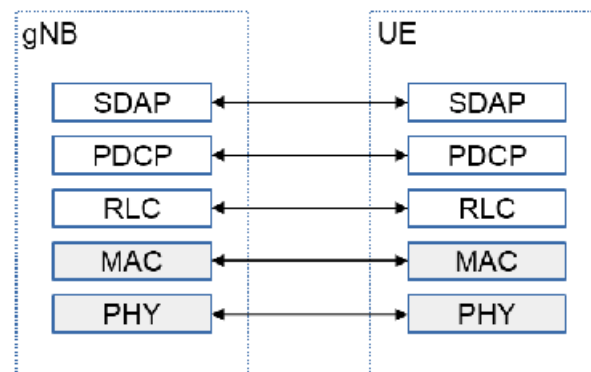 gNB UE
SDAP SDAP
PDCP PDCP
RLC RLC
MAC MAC
PHY PHY